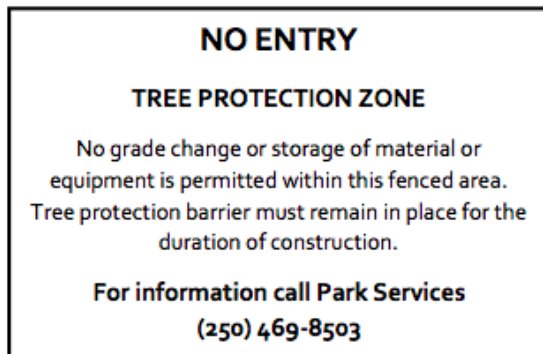 NO ENTRY
TREE PROTECTION ZONE
No grade change or storage of material or
equipment is permitted within this fenced area.
Tree protection barrier must remain in place for the
duration of construction.
For information call Park Services
(250) 469-8503